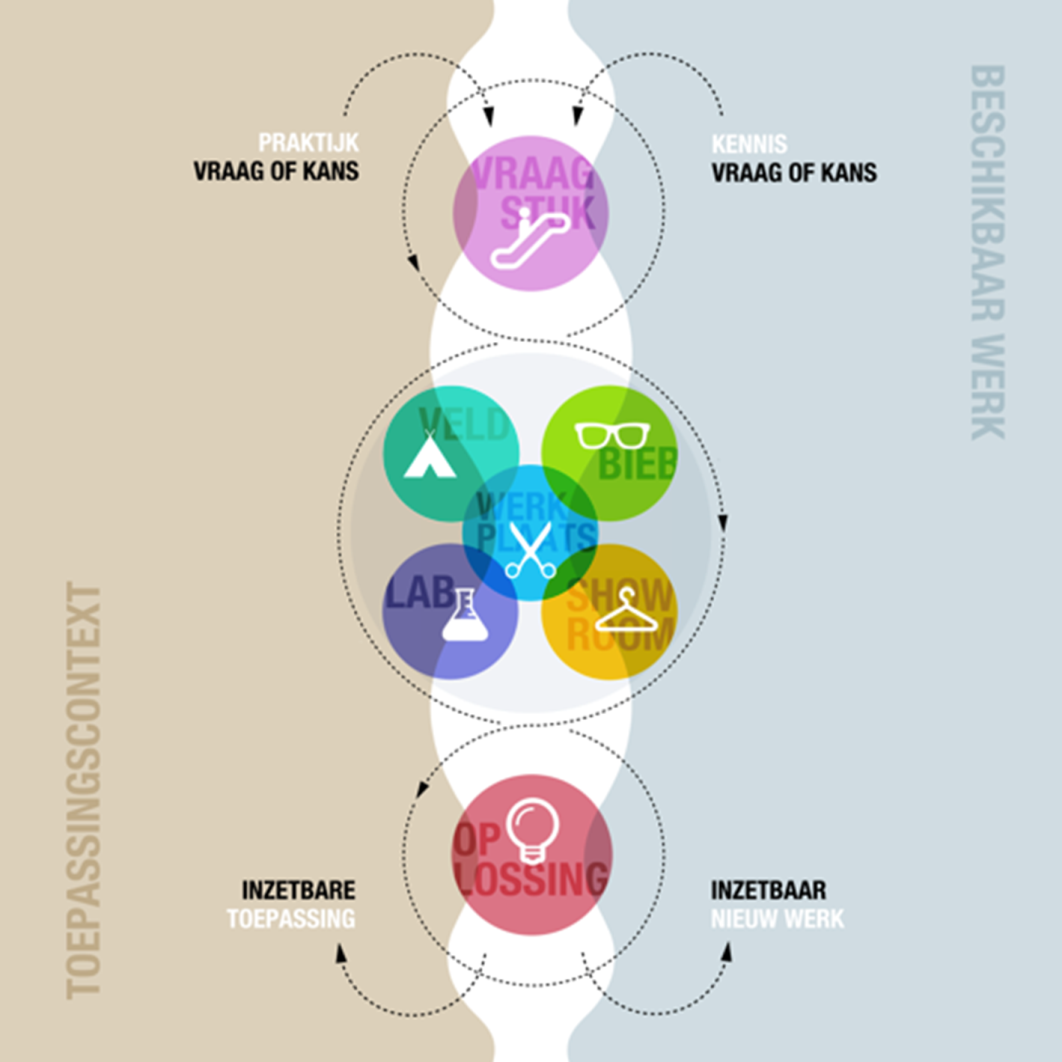 PRAKTIJK
VRAAG OF KANS
KENNIS
VRAAG OF KANS
BESCHIKBAAR WERK
VRAAG
STUK
VELD
BIEB
WERK
PLAATS
LAB
SHOW
ROOM
TOEPASSINGSCONTEXT
OP
LOSSING
INZETBARE
TOEPASSING
INZETBAAR
NIEUW WERK